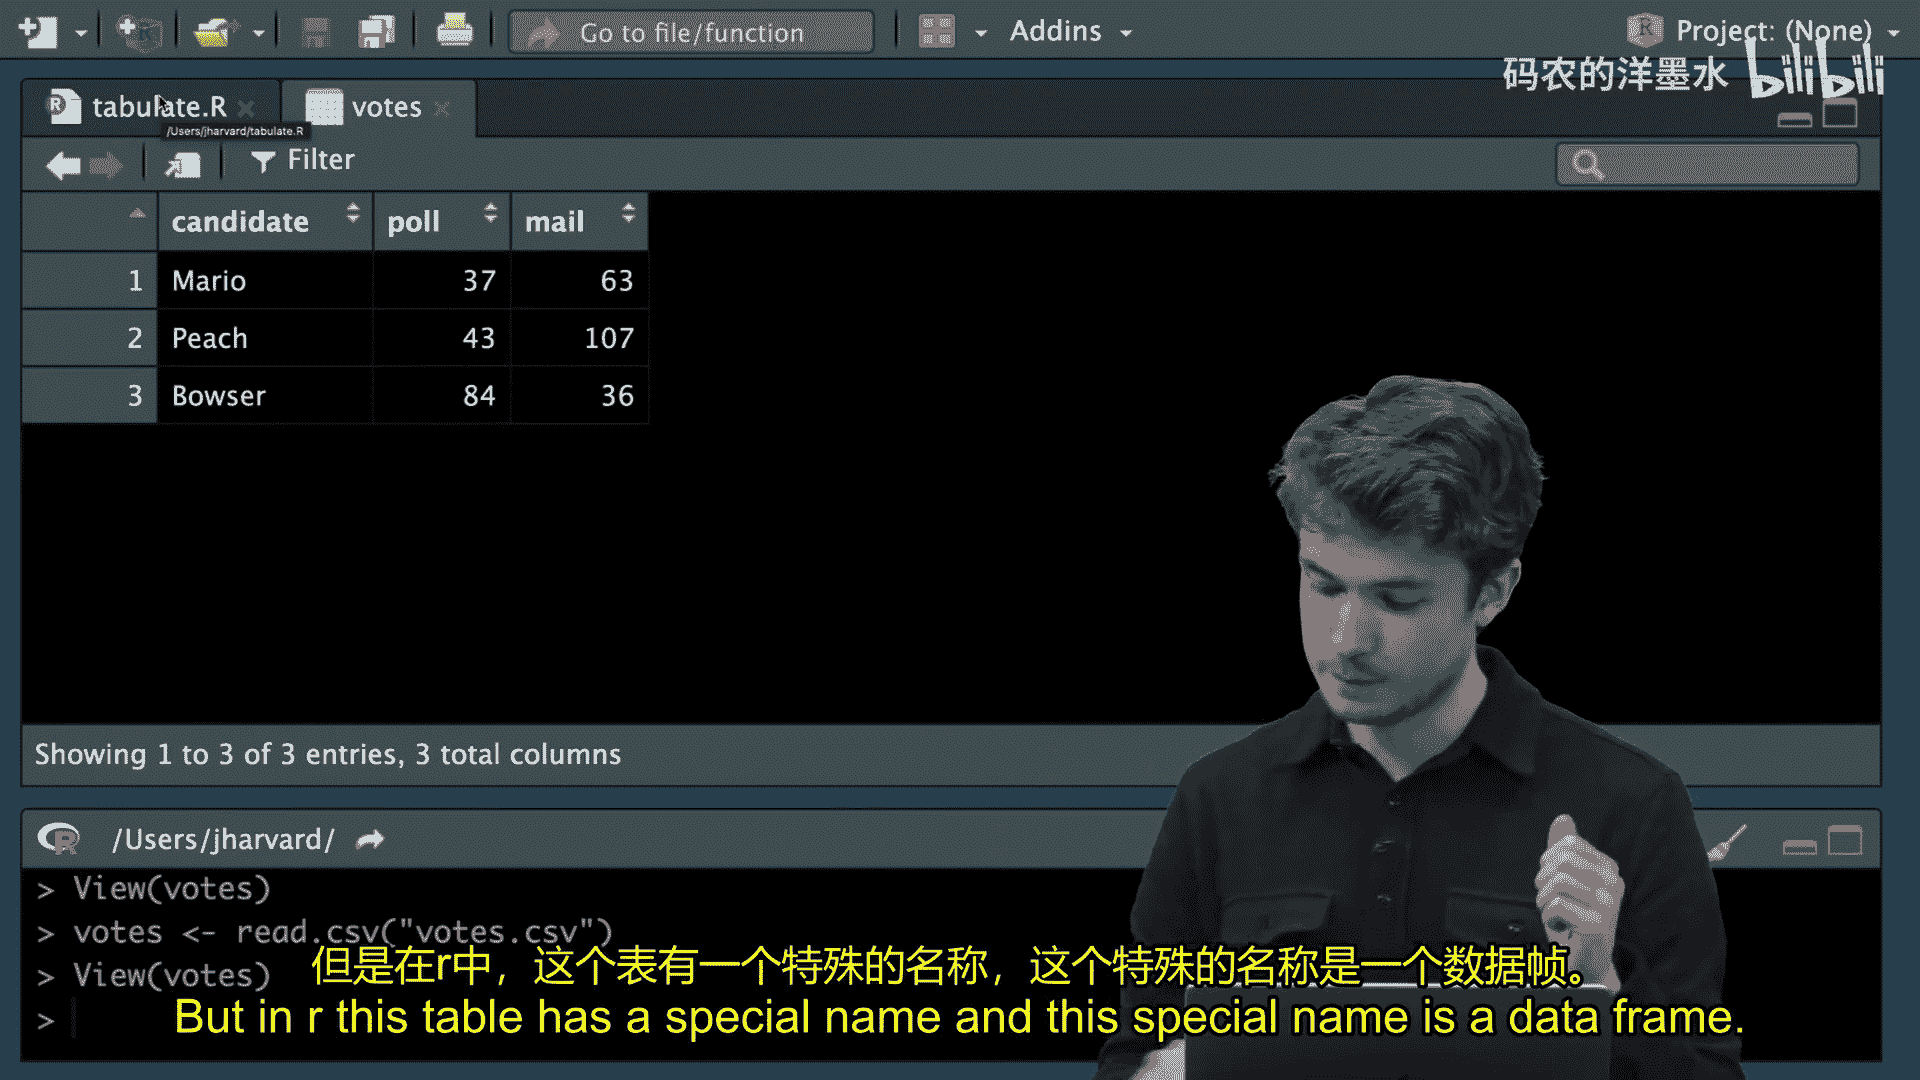 Go to file/function
Addins
Project: (None)
码农的洋墨水 bilibili
tabulate.R
votes
/Users/jharvard/tabulate.R
Filter
candidate poll mail
1 Mario 37 63
2 Peach 43 107
3 Bowser 84 36
Showing 1 to 3 of 3 entries, 3 total columns
/Users/jharvard/
> View(votes)
> votes <- read.csv("votes.csv")
> View(votes)
>
但是在r中，这个表有一个特殊的名称，这个特殊的名称是一个数据帧。
But in r this table has a special name and this special name is a data frame.